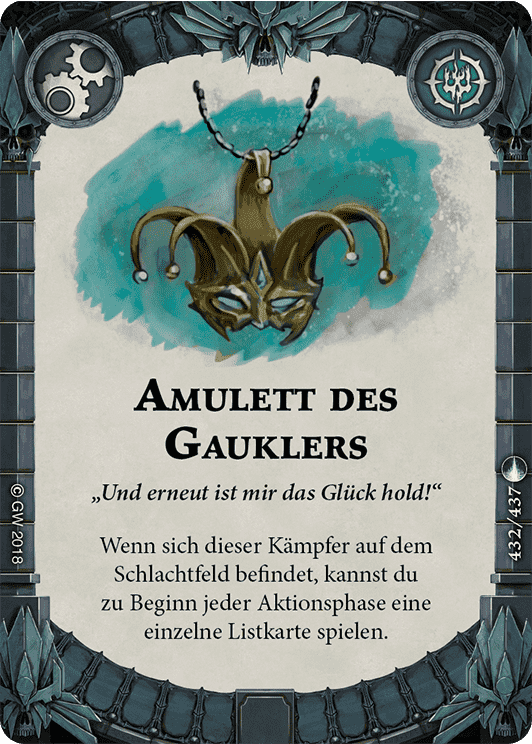 AMULETT DES
GAUKLERS
„Und erneut ist mir das Glück hold!“
Wenn sich dieser Kämpfer auf dem
Schlachtfeld befindet, kannst du
zu Beginn jeder Aktionsphase eine
einzelne Listkarte spielen.
© GW 2018
432/437